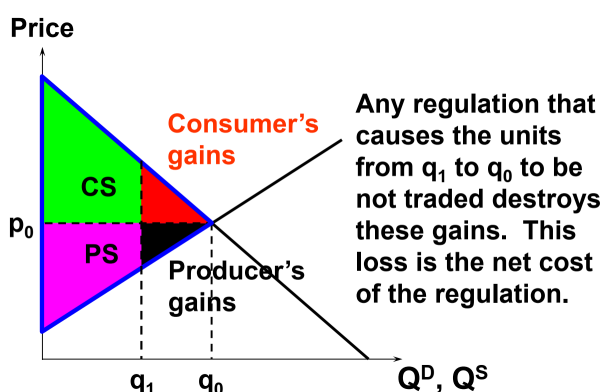 Price
Consumer’s
gains
CS
p0
PS
Producer’s
gains
q1
q0
QD, QS
Any regulation that
causes the units
from q1 to q0 to be
not traded destroys
these gains.  This
loss is the net cost
of the regulation.